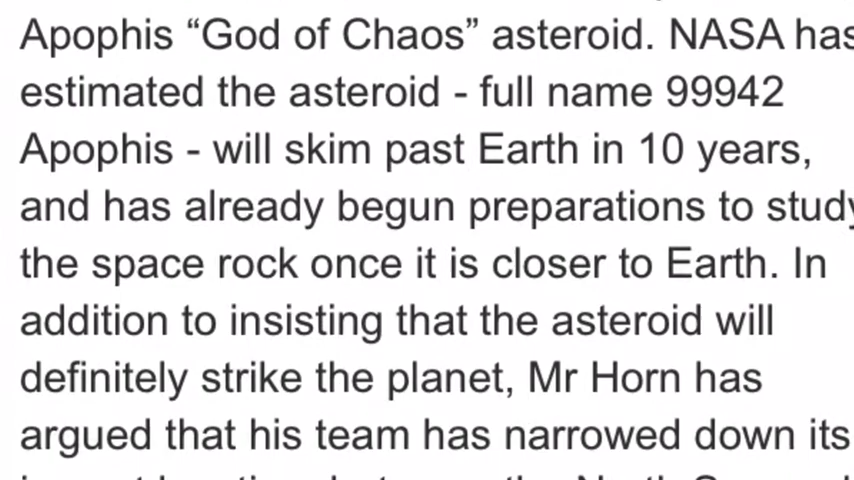 Apophis “God of Chaos” asteroid. NASA has
estimated the asteroid - full name 99942
Apophis - will skim past Earth in 10 years,
and has already begun preparations to study
the space rock once it is closer to Earth. In
addition to insisting that the asteroid will
definitely strike the planet, Mr Horn has
argued that his team has narrowed down its